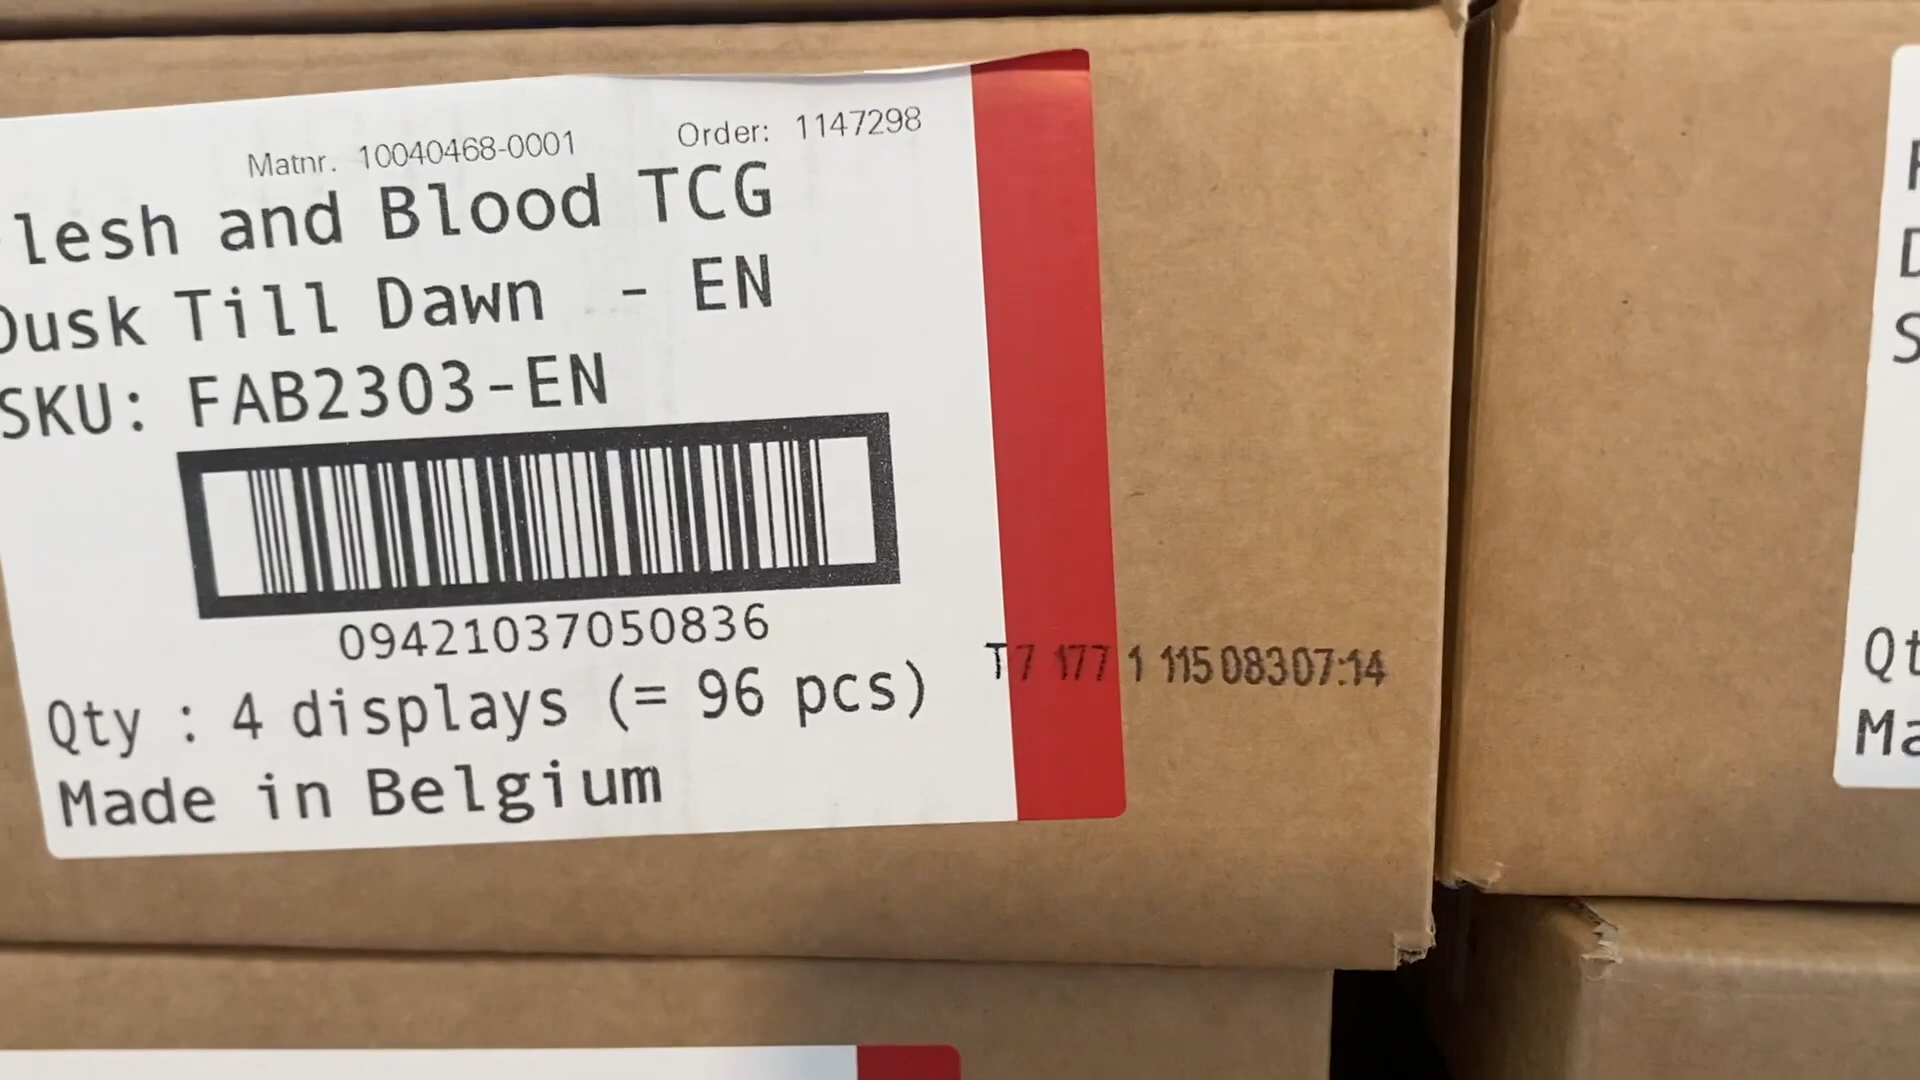 Matnr. 10040468-0001 Order: 1147298
lesh and Blood TCG
Dusk Till Dawn - EN
SKU: FAB2303-EN
09421037050836
Qty : 4 displays (= 96 pcs)
Made in Belgium
T7 177 1 115 08307:14
Qt
Ma